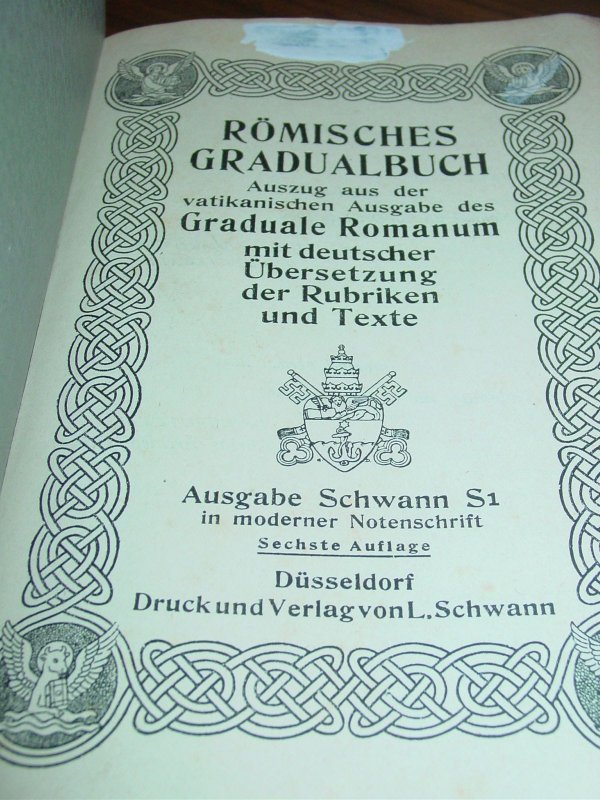 RÖMISCHES
GRADUALBUCH
Auszug aus der
vatikanischen Ausgabe des
Graduale Romanum
mit deutscher
Übersetzung
der Rubriken
und Texte
Ausgabe Schwann S1
in moderner Notenschrift
Sechste Auflage
Düsseldorf
Druck und Verlag von L. Schwann